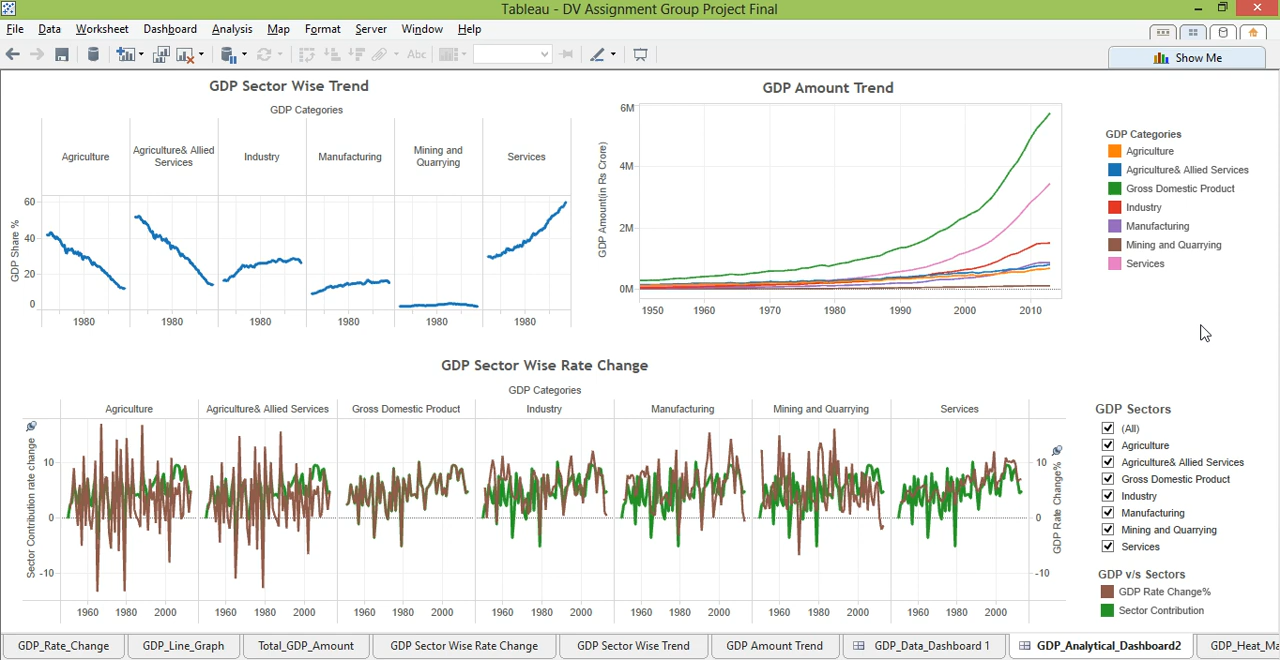 Tableau - DV Assignment Group Project Final
File Data Worksheet Dashboard Analysis Map Format Server Window Help
Abc
Show Me
GDP Sector Wise Trend
GDP Categories
Agriculture
Agriculture& Allied
Services
Industry
Manufacturing
Mining and
Quarrying
Services
GDP Share %
60
40
20
0
1980 1980 1980 1980 1980 1980
GDP Amount Trend
GDP Amount(in Rs Crore)
6M
4M
2M
0M
1950 1960 1970 1980 1990 2000 2010
GDP Categories
Agriculture
Agriculture& Allied Services
Gross Domestic Product
Industry
Manufacturing
Mining and Quarrying
Services
GDP Sector Wise Rate Change
GDP Categories
Agriculture Agriculture& Allied Services Gross Domestic Product Industry Manufacturing Mining and Quarrying Services
Sector Contribution rate change
10
0
-10
GDP Rate Change%
10
0
-10
1960 1980 2000 1960 1980 2000 1960 1980 2000 1960 1980 2000 1960 1980 2000 1960 1980 2000 1960 1980 2000
GDP Sectors
(All)
Agriculture
Agriculture& Allied Services
Gross Domestic Product
Industry
Manufacturing
Mining and Quarrying
Services
GDP v/s Sectors
GDP Rate Change%
Sector Contribution
GDP_Rate_Change GDP_Line_Graph Total_GDP_Amount GDP Sector Wise Rate Change GDP Sector Wise Trend GDP Amount Trend GDP_Data_Dashboard 1 GDP_Analytical_Dashboard2 GDP_Heat_Ma